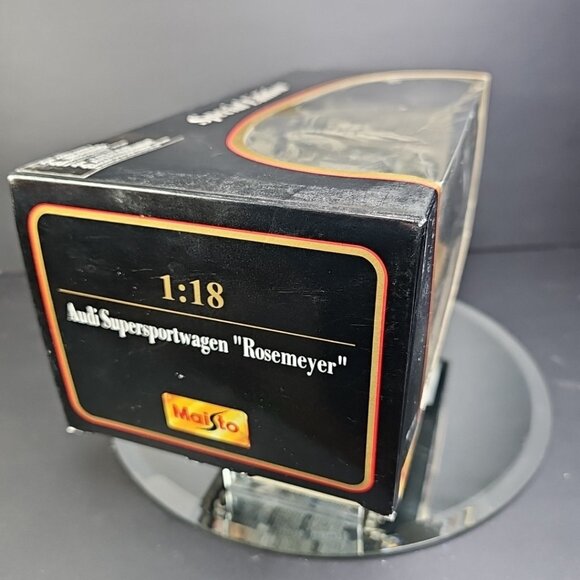 Special Edition
1:18
Audi Supersportwagen "Rosemeyer"
Maisto